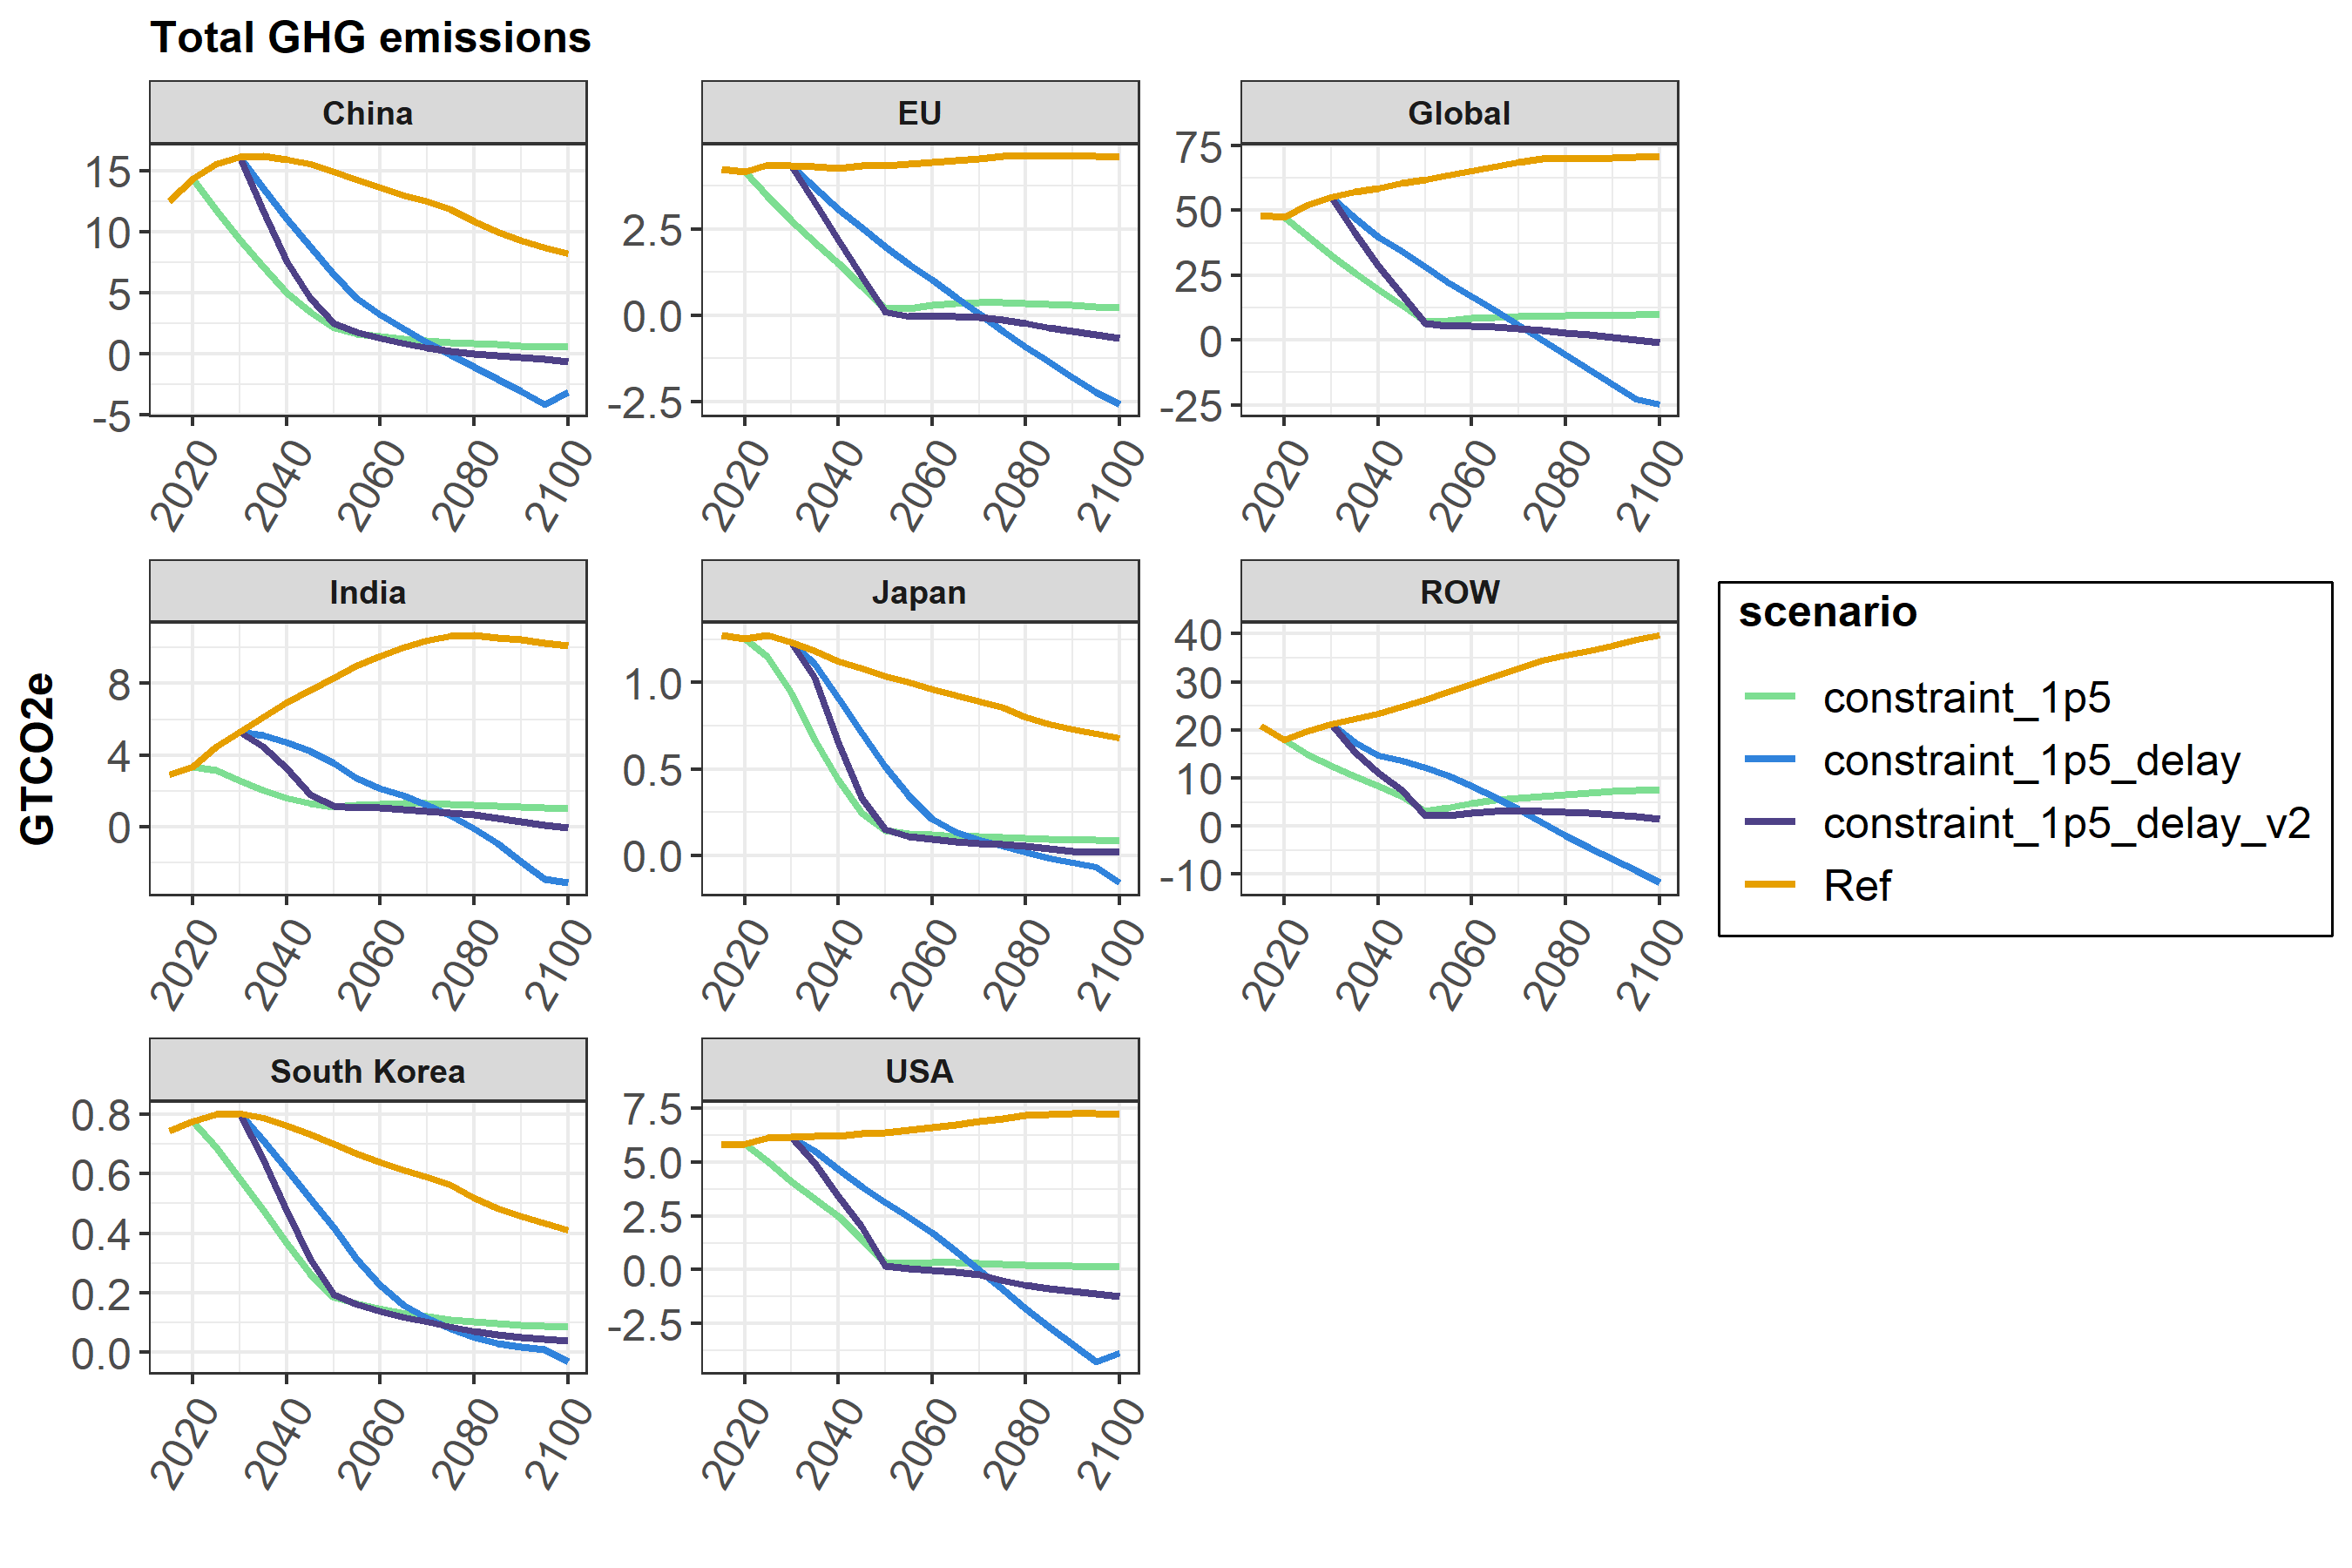 Total GHG emissions
China
EU
Global
15
10
5
0
-5
2.5
0.0
-2.5
75
50
25
0
-25
2020 2040 2060 2080 2100
2020 2040 2060 2080 2100
2020 2040 2060 2080 2100
India
Japan
ROW
GTCO2e
8
4
0
1.0
0.5
0.0
40
30
20
10
0
-10
2020 2040 2060 2080 2100
2020 2040 2060 2080 2100
2020 2040 2060 2080 2100
scenario
constraint_1p5
constraint_1p5_delay
constraint_1p5_delay_v2
Ref
South Korea
USA
0.8
0.6
0.4
0.2
0.0
7.5
5.0
2.5
0.0
-2.5
2020 2040 2060 2080 2100
2020 2040 2060 2080 2100